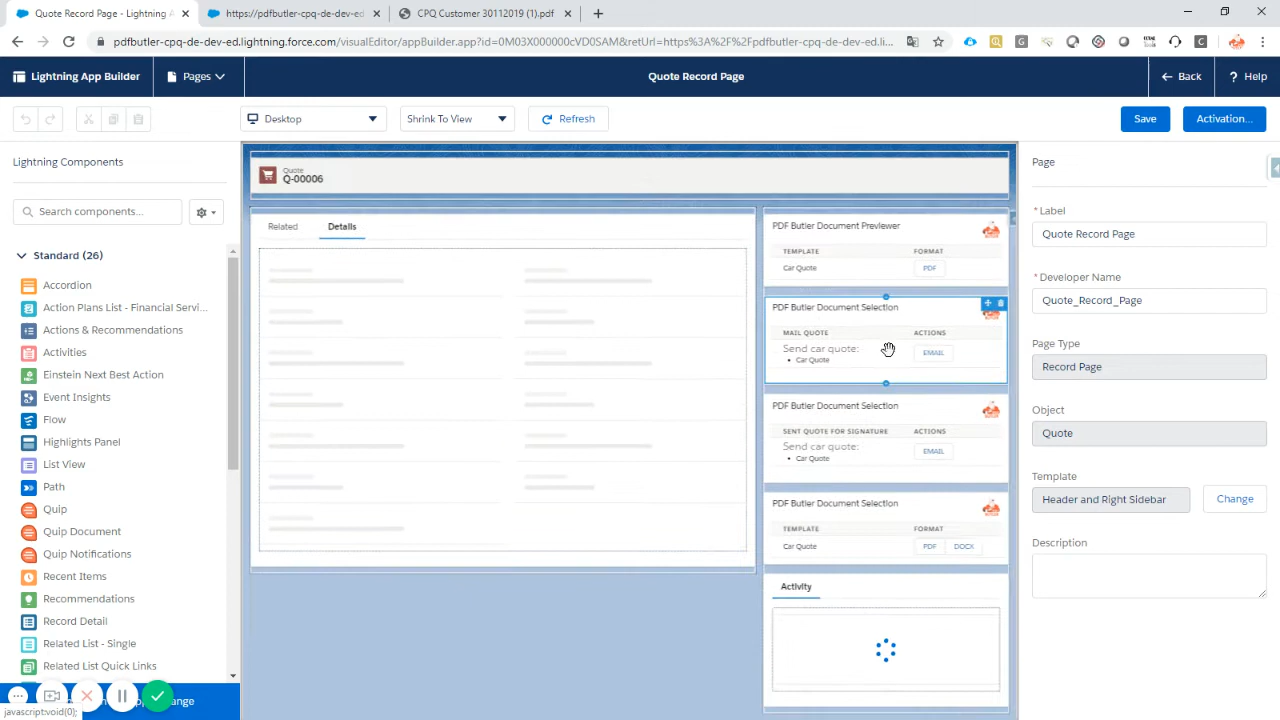 Quote Record Page - Lightning A
https://pdfbutler-cpq-de-dev-ed
CPQ Customer 30112019 (1).pdf
pdfbutler-cpq-de-dev-ed.lightning.force.com/visualEditor/appBuilder.app?id=0M03X000000cVD0SAM&retUrl=https%3A%2F%2Fpdfbutler-cpq-de-dev-ed.li...
Lightning App Builder
Pages
Quote Record Page
Back
? Help
Desktop
Shrink To View
Refresh
Save
Activation...
Lightning Components
Search components...
Standard (26)
Accordion
Action Plans List - Financial Servi...
Actions & Recommendations
Activities
Einstein Next Best Action
Event Insights
Flow
Highlights Panel
List View
Path
Quip
Quip Document
Quip Notifications
Recent Items
Recommendations
Record Detail
Related List - Single
Related List Quick Links
javascript:void(0);
Quote
Q-00006
Related
Details
PDF Butler Document Previewer
TEMPLATE FORMAT
Car Quote PDF
PDF Butler Document Selection
MAIL QUOTE ACTIONS
Send car quote: EMAIL
• Car Quote
PDF Butler Document Selection
SENT QUOTE FOR SIGNATURE ACTIONS
Send car quote: EMAIL
• Car Quote
PDF Butler Document Selection
TEMPLATE FORMAT
Car Quote PDF DOCX
Activity
Page
* Label
Quote Record Page
* Developer Name
Quote_Record_Page
Page Type
Record Page
Object
Quote
Template
Header and Right Sidebar
Change
Description